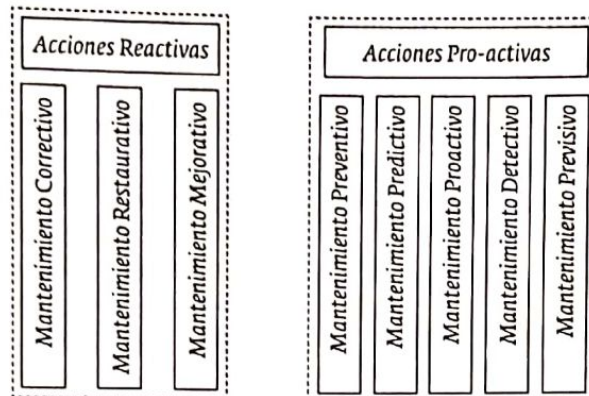 Acciones Reactivas
Mantenimiento Correctivo
Mantenimiento Restaurativo
Mantenimiento Mejorativo
Acciones Pro-activas
Mantenimiento Preventivo
Mantenimiento Predictivo
Mantenimiento Proactivo
Mantenimiento Detectivo
Mantenimiento Previsivo